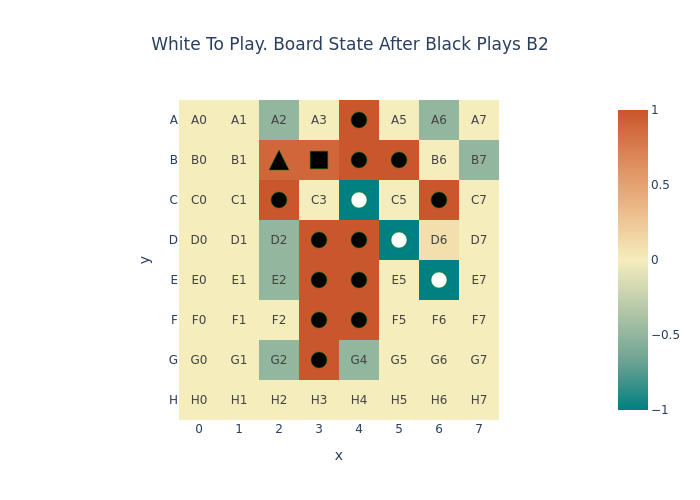 White To Play. Board State After Black Plays B2
A A0 A1 A2 A3 A5 A6 A7
B B0 B1 B6 B7
C C0 C1 C3 C5 C7
D D0 D1 D2 D6 D7
E E0 E1 E2 E5 E7
F F0 F1 F2 F5 F6 F7
G G0 G1 G2 G4 G5 G6 G7
H H0 H1 H2 H3 H4 H5 H6 H7
0 1 2 3 4 5 6 7
x
y
1
0.5
0
−0.5
−1